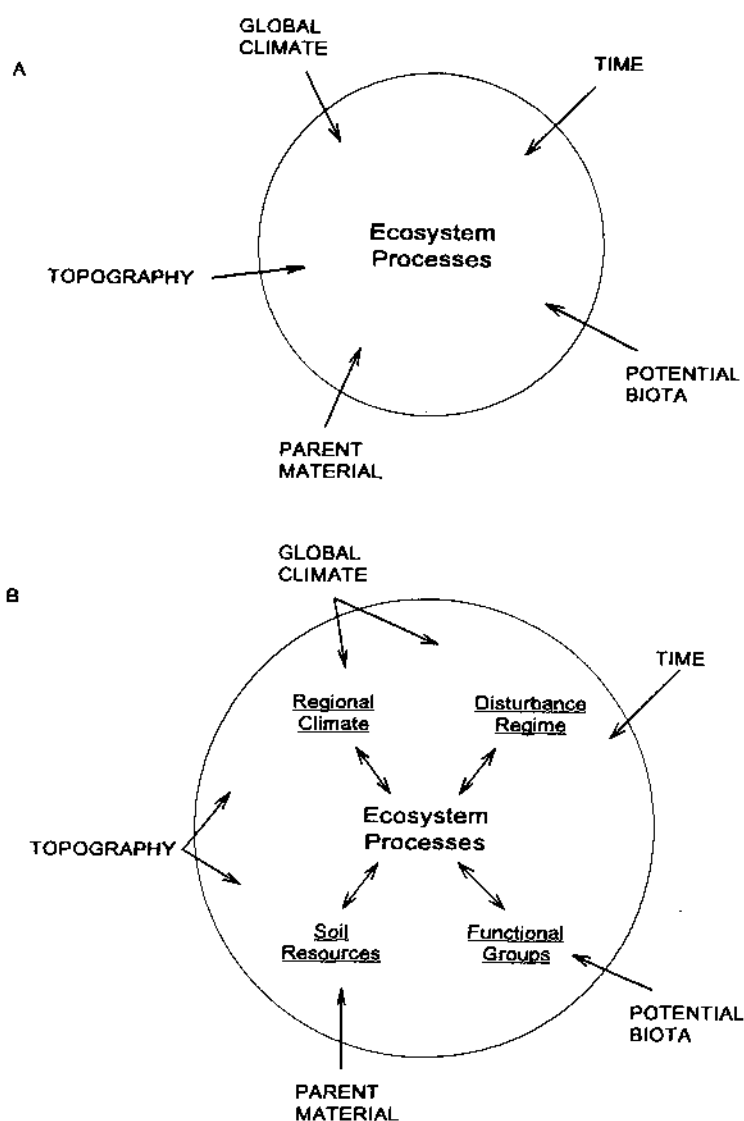 GLOBAL
CLIMATE
A
TIME
Ecosystem
Processes
TOPOGRAPHY
POTENTIAL
BIOTA
PARENT
MATERIAL
GLOBAL
CLIMATE
B
TIME
Regional
Climate
Disturbance
Regime
Ecosystem
Processes
TOPOGRAPHY
Soil
Resources
Functional
Groups
POTENTIAL
BIOTA
PARENT
MATERIAL